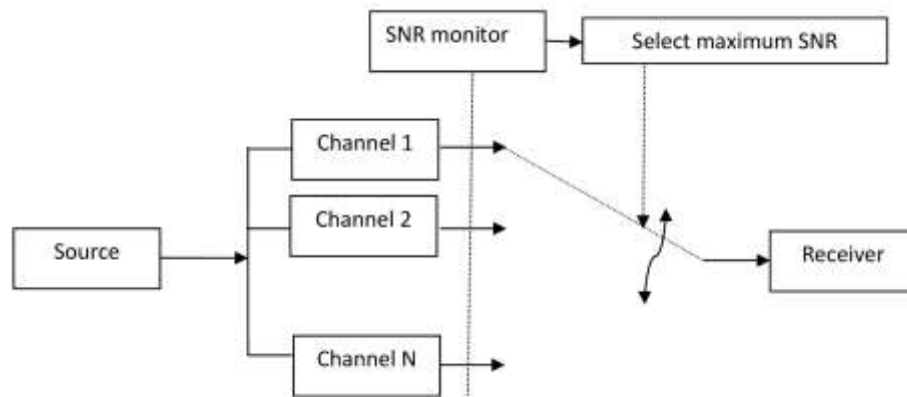 SNR monitor
Select maximum SNR
Channel 1
Channel 2
Source
Receiver
Channel N